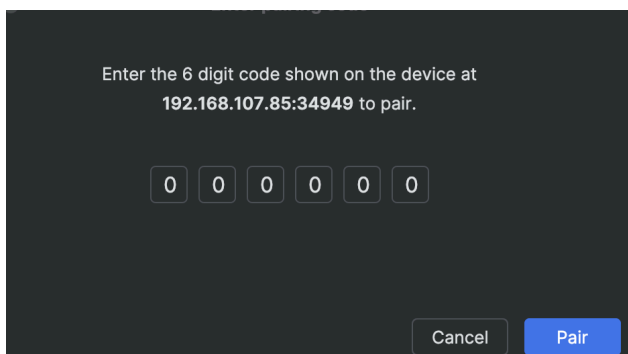 Enter the 6 digit code shown on the device at
192.168.107.85:34949 to pair.
0 0 0 0 0 0
Cancel Pair